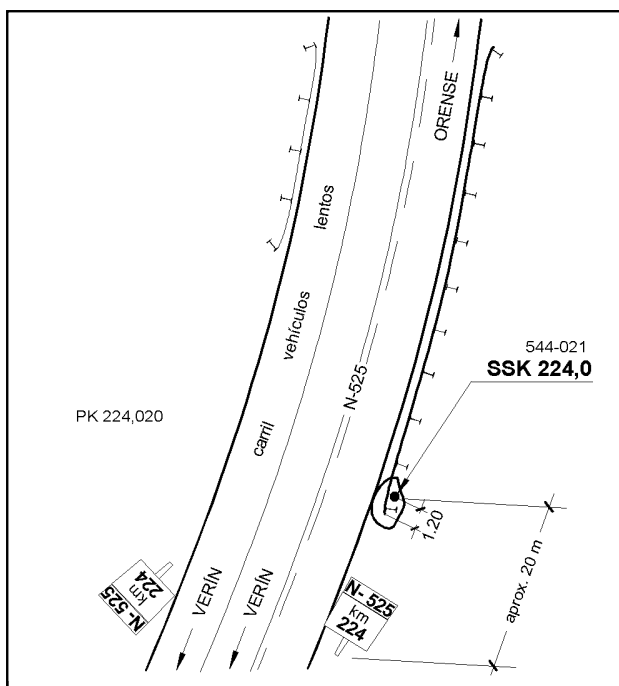 ORENSE
lentos
vehículos
carril
N-525
544-021
SSK 224,0
PK 224,020
1.20
aprox. 20 m
N-525
km
224
VERÍN
VERÍN
N-525
km
224